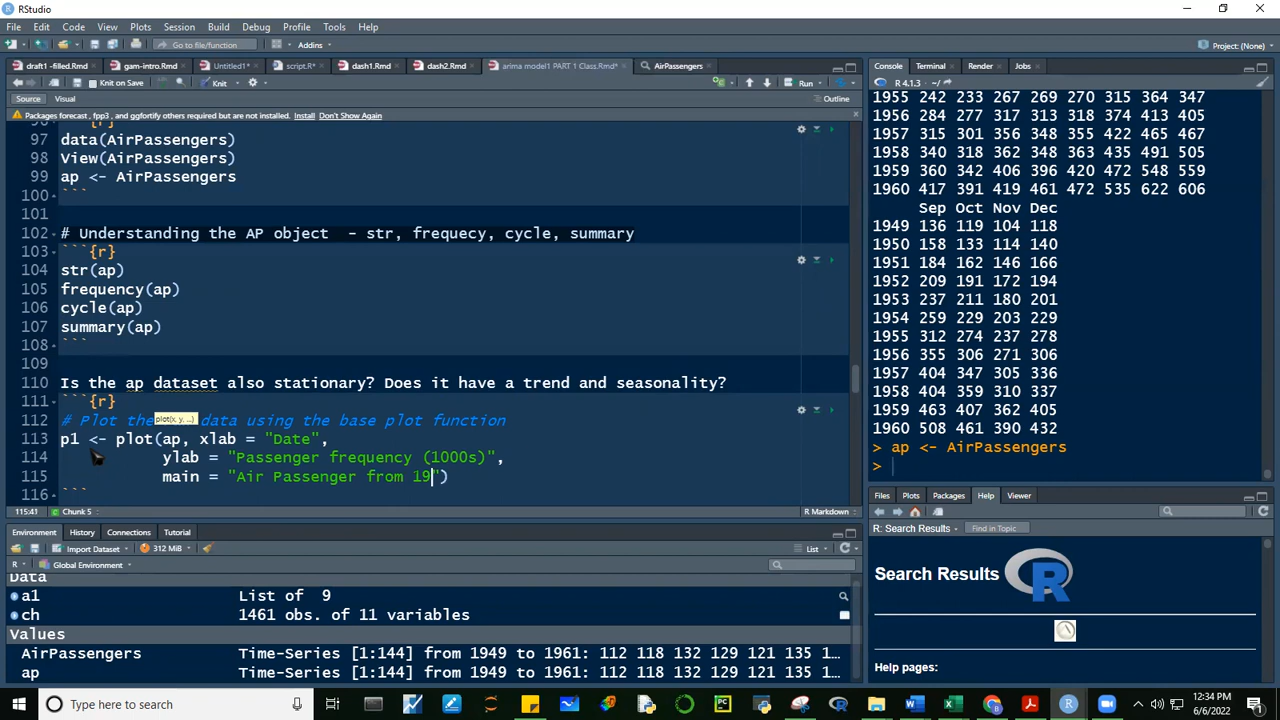 RStudio
File Edit Code View Plots Session Build Debug Profile Tools Help
Go to file/function Addins Project: (None)
draft1 -filled.Rmd gam-intro.Rmd Untitled1* script.R* dash1.Rmd dash2.Rmd arima model1 PART 1 Class.Rmd* AirPassengers
Knit on Save Knit Run
Source Visual Outline
Packages forecast, fpp3, and ggfortify others required but are not installed. Install Don't Show Again
96 ```{r}
97 data(AirPassengers)
98 View(AirPassengers)
99 ap <- AirPassengers
100 ```
101
102 # Understanding the AP object  - str, frequecy, cycle, summary
103 ```{r}
104 str(ap)
105 frequency(ap)
106 cycle(ap)
107 summary(ap)
108 ```
109
110 Is the ap dataset also stationary? Does it have a trend and seasonality?
111 ```{r}
112 # Plot the data using the base plot function
plot(x, y, ...)
113 p1 <- plot(ap, xlab = "Date",
114 ylab = "Passenger frequency (1000s)",
115 main = "Air Passenger from 19")
116 ```
115:41 Chunk 5 R Markdown
Console Terminal Render Jobs
R 4.1.3 · ~/
1955 242 233 267 269 270 315 364 347
1956 284 277 317 313 318 374 413 405
1957 315 301 356 348 355 422 465 467
1958 340 318 362 348 363 435 491 505
1959 360 342 406 396 420 472 548 559
1960 417 391 419 461 472 535 622 606
Sep Oct Nov Dec
1949 136 119 104 118
1950 158 133 114 140
1951 184 162 146 166
1952 209 191 172 194
1953 237 211 180 201
1954 259 229 203 229
1955 312 274 237 278
1956 355 306 271 306
1957 404 347 305 336
1958 404 359 310 337
1959 463 407 362 405
1960 508 461 390 432
> ap <- AirPassengers
>
Environment History Connections Tutorial
Import Dataset 312 MiB List
R Global Environment
Data
a1 List of 9
ch 1461 obs. of 11 variables
Values
AirPassengers Time-Series [1:144] from 1949 to 1961: 112 118 132 129 121 135 1…
ap Time-Series [1:144] from 1949 to 1961: 112 118 132 129 121 135 1…
Files Plots Packages Help Viewer
R: Search Results Find in Topic
Search Results R
Help pages:
Type here to search
12:34 PM
6/6/2022